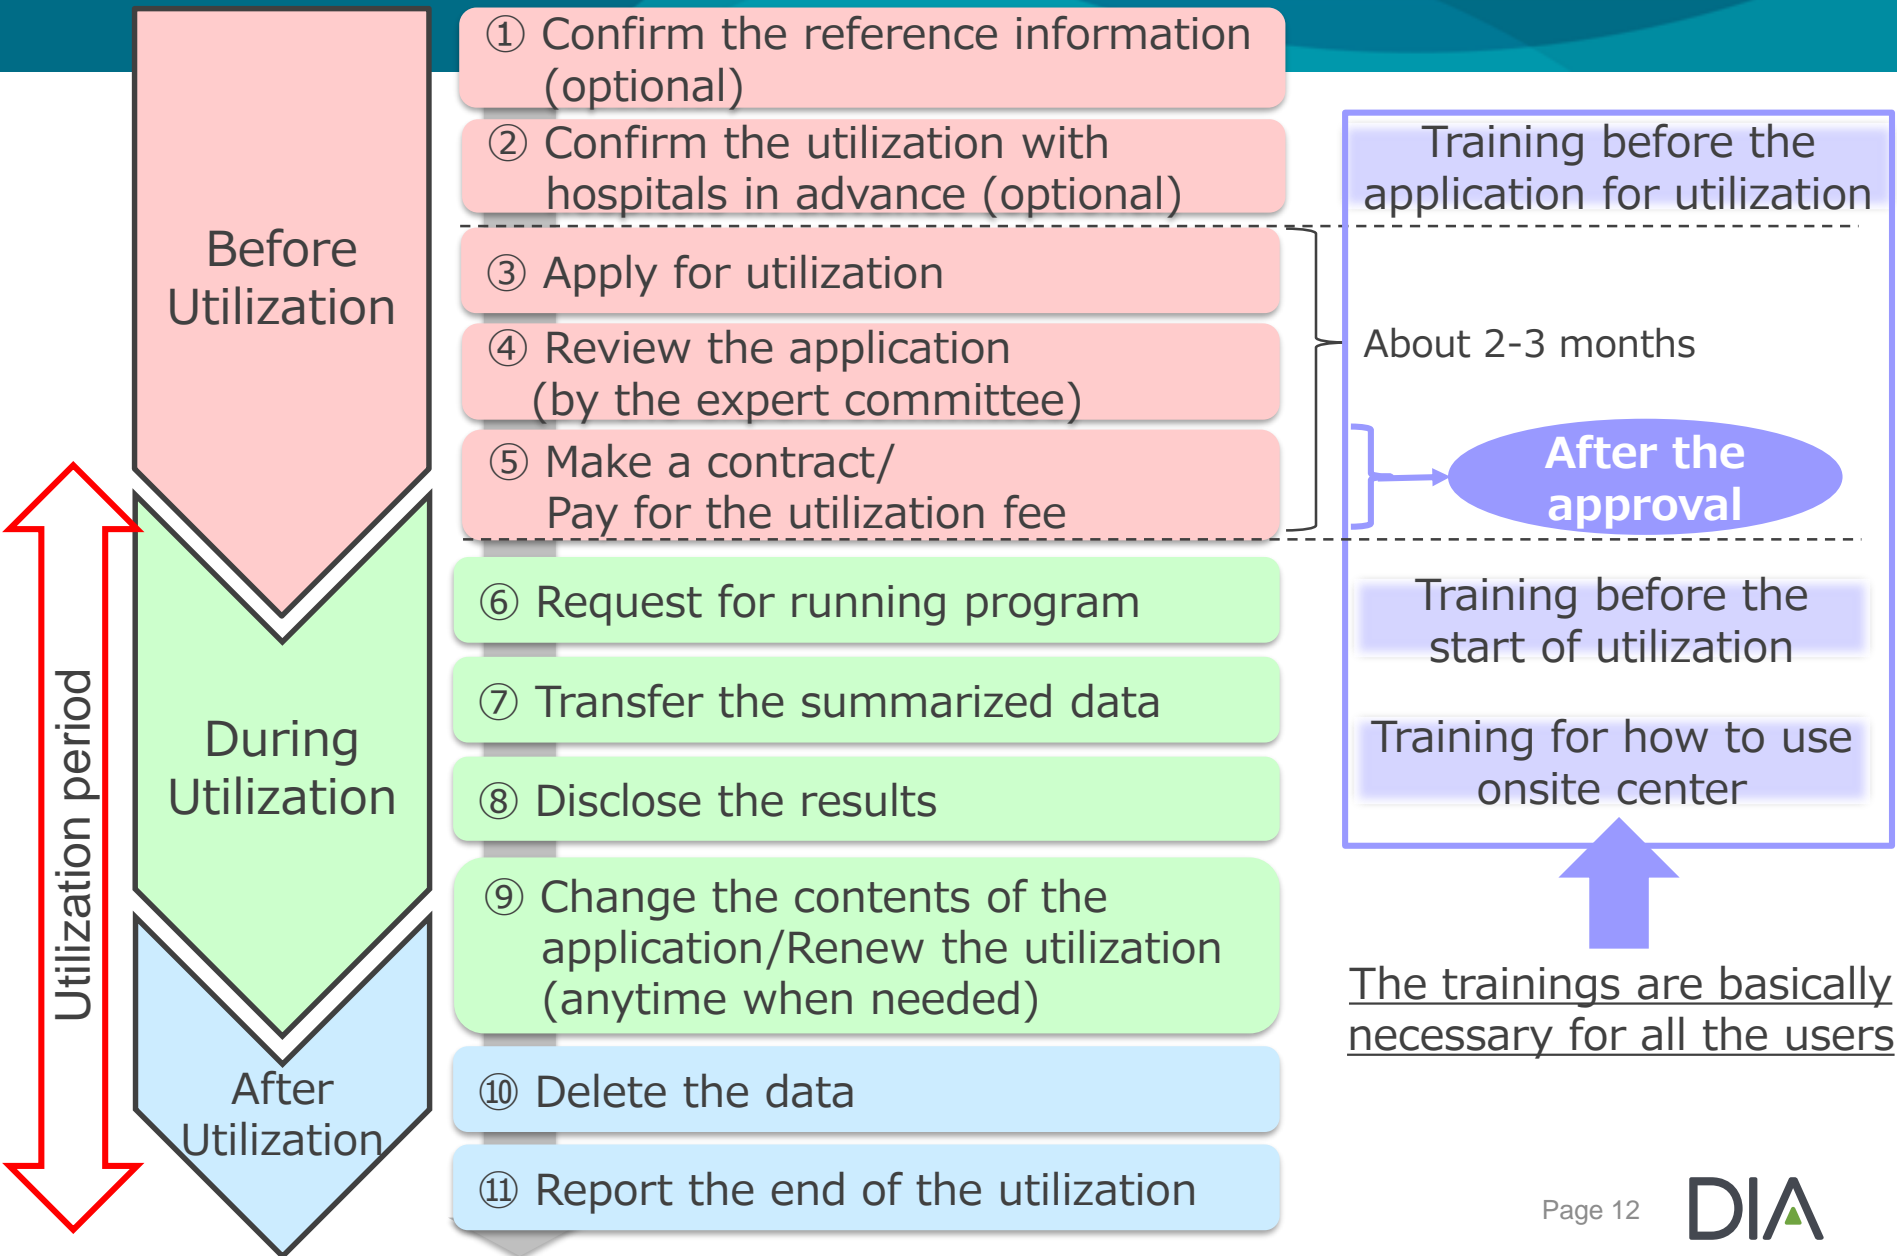 Before
Utilization
During
Utilization
After
Utilization
Utilization period
① Confirm the reference information
(optional)
② Confirm the utilization with
hospitals in advance (optional)
③ Apply for utilization
④ Review the application
(by the expert committee)
⑤ Make a contract/
Pay for the utilization fee
⑥ Request for running program
⑦ Transfer the summarized data
⑧ Disclose the results
⑨ Change the contents of the
application/Renew the utilization
(anytime when needed)
⑩ Delete the data
⑪ Report the end of the utilization
Training before the
application for utilization
About 2-3 months
After the
approval
Training before the
start of utilization
Training for how to use
onsite center
The trainings are basically
necessary for all the users
Page 12
DIA